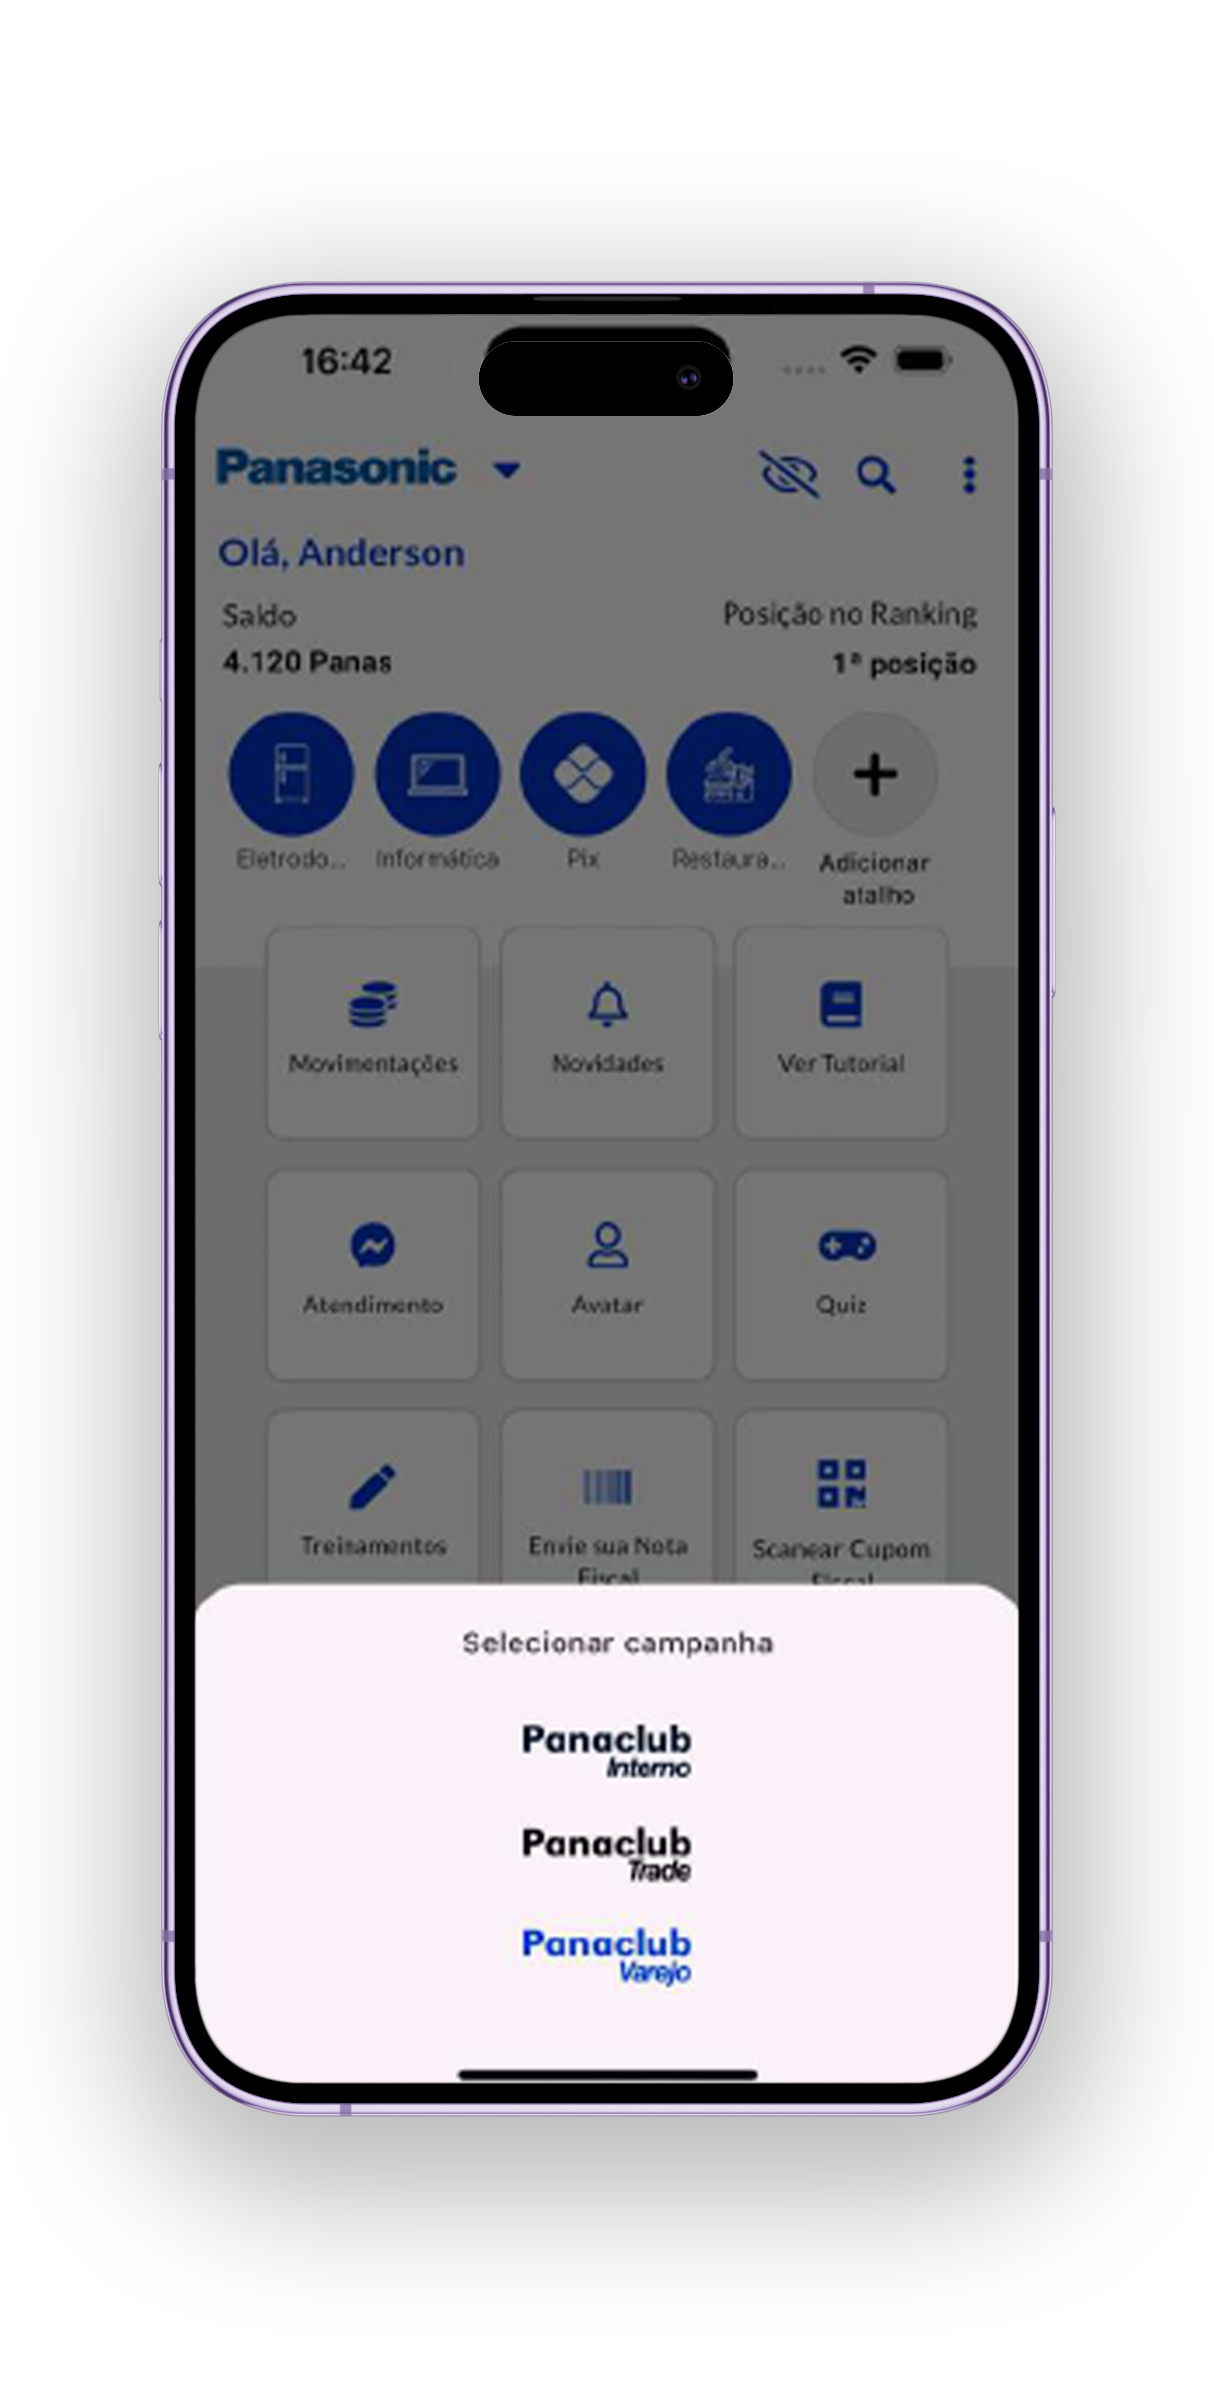 16:42
Panasonic
Olá, Anderson
Saldo
Posição no Ranking
4.120 Panas
1ª posição
Eletrodo...
Informática
Pix
Restaura...
Adicionar
atalho
Movimentações
Novidades
Ver Tutorial
Atendimento
Avatar
Quiz
Treinamentos
Envie sua Nota
Fiscal
Scanear Cupom
Fiscal
Selecionar campanha
Panaclub
Interno
Panaclub
Trade
Panaclub
Varejo